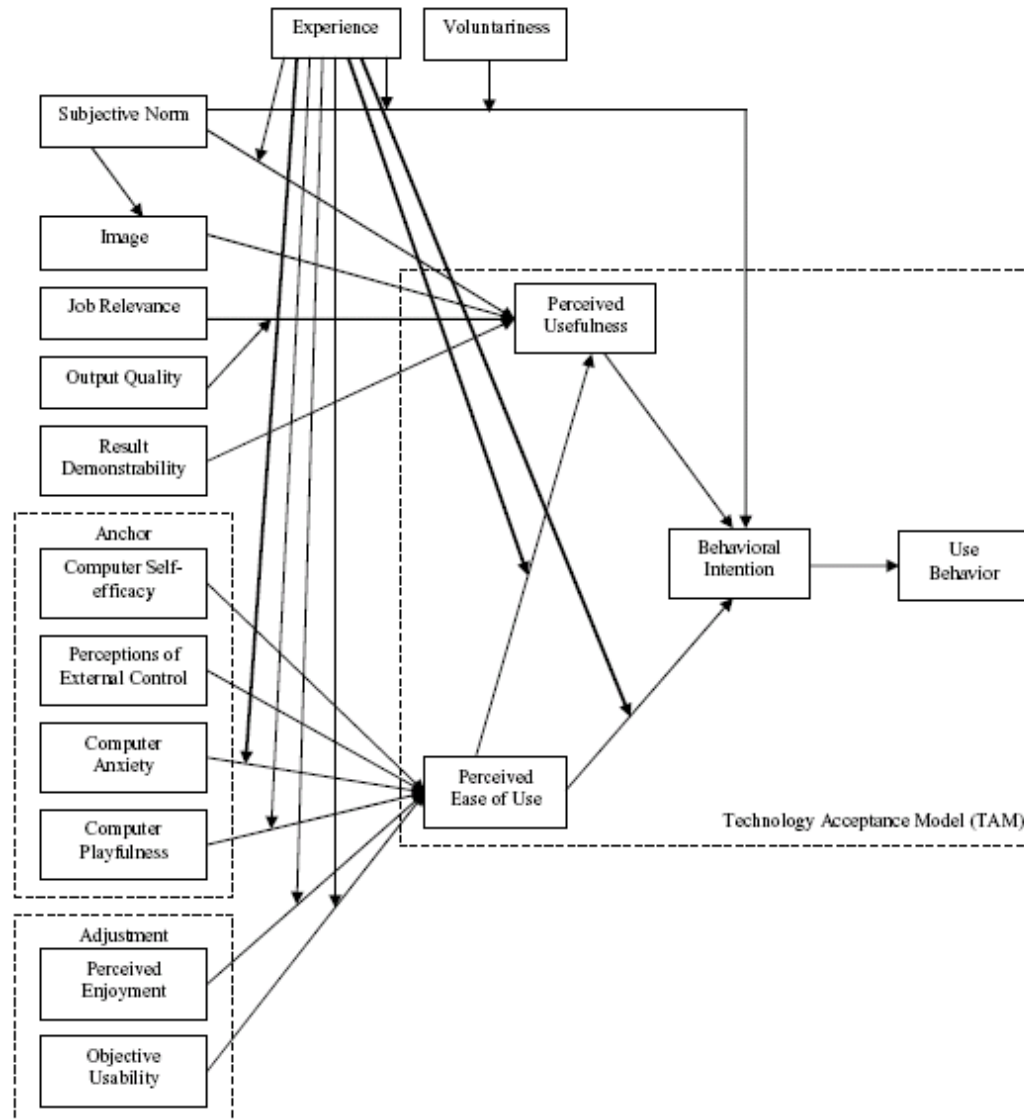 Experience
Voluntariness
Subjective Norm
Image
Job Relevance
Perceived
Usefulness
Output Quality
Result
Demonstrability
Anchor
Computer Self-
efficacy
Behavioral
Intention
Use
Behavior
Perceptions of
External Control
Computer
Anxiety
Perceived
Ease of Use
Computer
Playfulness
Technology Acceptance Model (TAM)
Adjustment
Perceived
Enjoyment
Objective
Usability